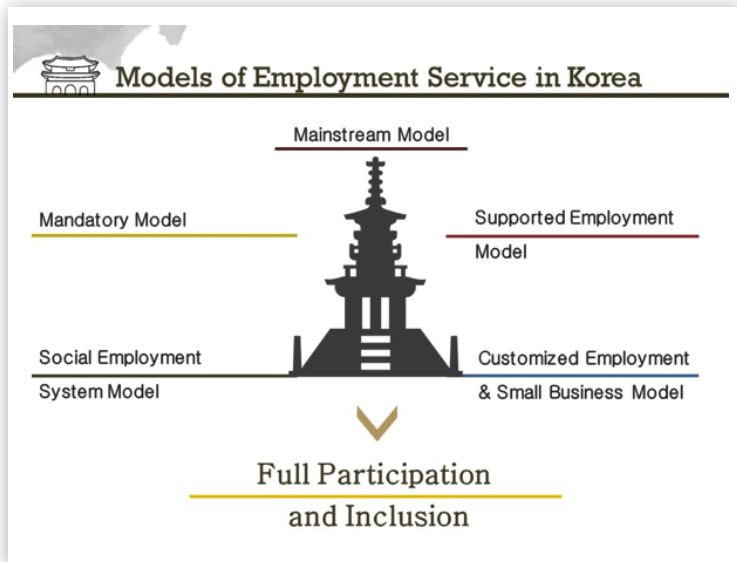 Models of Employment Service in Korea
Mainstream Model
Mandatory Model
Supported Employment
Model
Social Employment
System Model
Customized Employment
& Small Business Model
Full Participation
and Inclusion